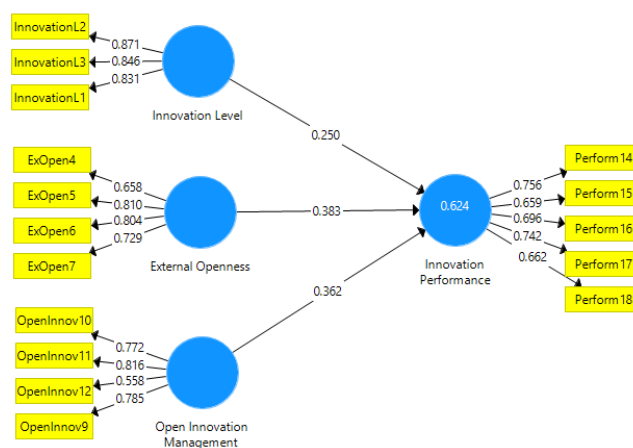 InnovationL2
0.871
InnovationL3
0.846
InnovationL1
0.831
Innovation Level
0.250
ExOpen4
0.658
ExOpen5
0.810
ExOpen6
0.804
ExOpen7
0.729
External Openness
0.383
OpenInnov10
0.772
OpenInnov11
0.816
OpenInnov12
0.558
OpenInnov9
0.785
Open Innovation
Management
0.362
0.624
Innovation
Performance
Perform14
0.756
Perform15
0.659
Perform16
0.696
Perform17
0.742
Perform18
0.662